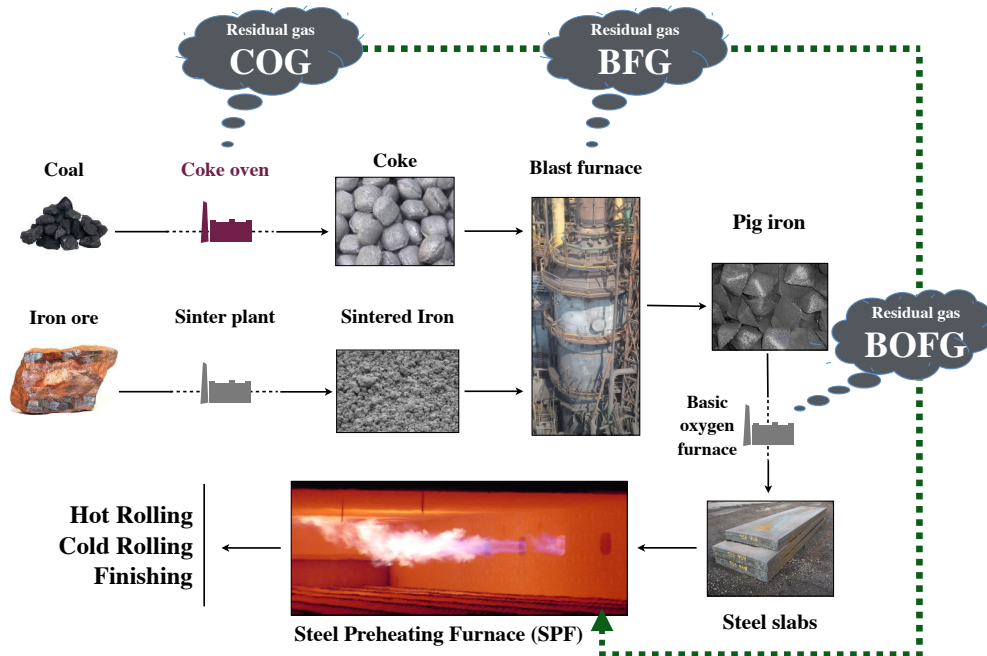 Residual gas
COG
Residual gas
BFG
Coal
Coke oven
Coke
Blast furnace
Pig iron
Iron ore
Sinter plant
Sintered Iron
Residual gas
BOFG
Basic
oxygen
furnace
Hot Rolling
Cold Rolling
Finishing
Steel Preheating Furnace (SPF)
Steel slabs